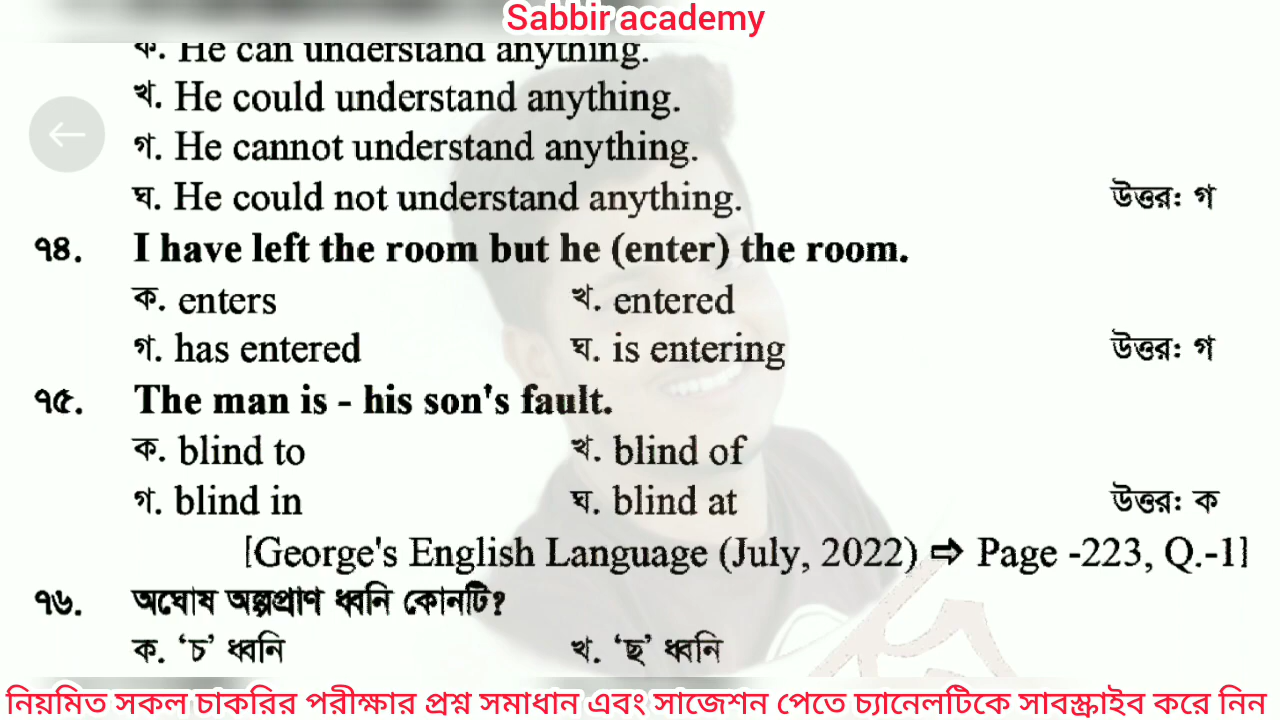 Sabbir academy
ক. He can understand anything.
খ. He could understand anything.
গ. He cannot understand anything.
ঘ. He could not understand anything. উত্তরঃ গ
৭৪. I have left the room but he (enter) the room.
ক. enters খ. entered
গ. has entered ঘ. is entering উত্তরঃ গ
৭৫. The man is - his son's fault.
ক. blind to খ. blind of
গ. blind in ঘ. blind at উত্তরঃ ক
[George's English Language (July, 2022) ⇨ Page -223, Q.-1]
৭৬. অঘোষ অল্পপ্রাণ ধ্বনি কোনটি?
ক. ‘চ’ ধ্বনি খ. ‘ছ’ ধ্বনি
নিয়মিত সকল চাকরির পরীক্ষার প্রশ্ন সমাধান এবং সাজেশন পেতে চ্যানেলটিকে সাবস্ক্রাইব করে নিন